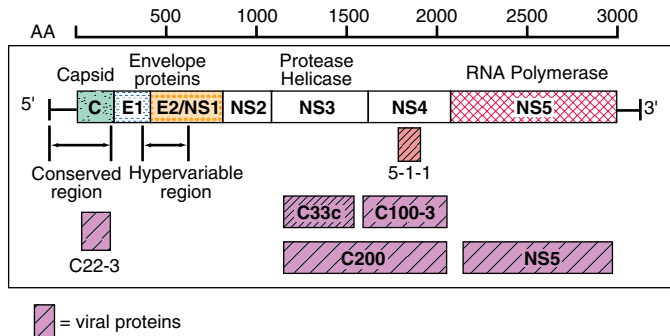 AA 500 1000 1500 2000 2500 3000
Capsid
Envelope
proteins
Protease
Helicase
RNA Polymerase
5' C E1 E2/NS1 NS2 NS3 NS4 NS5 3'
Conserved
region
Hypervariable
region
5-1-1
C33c C100-3
C22-3
C200 NS5
= viral proteins